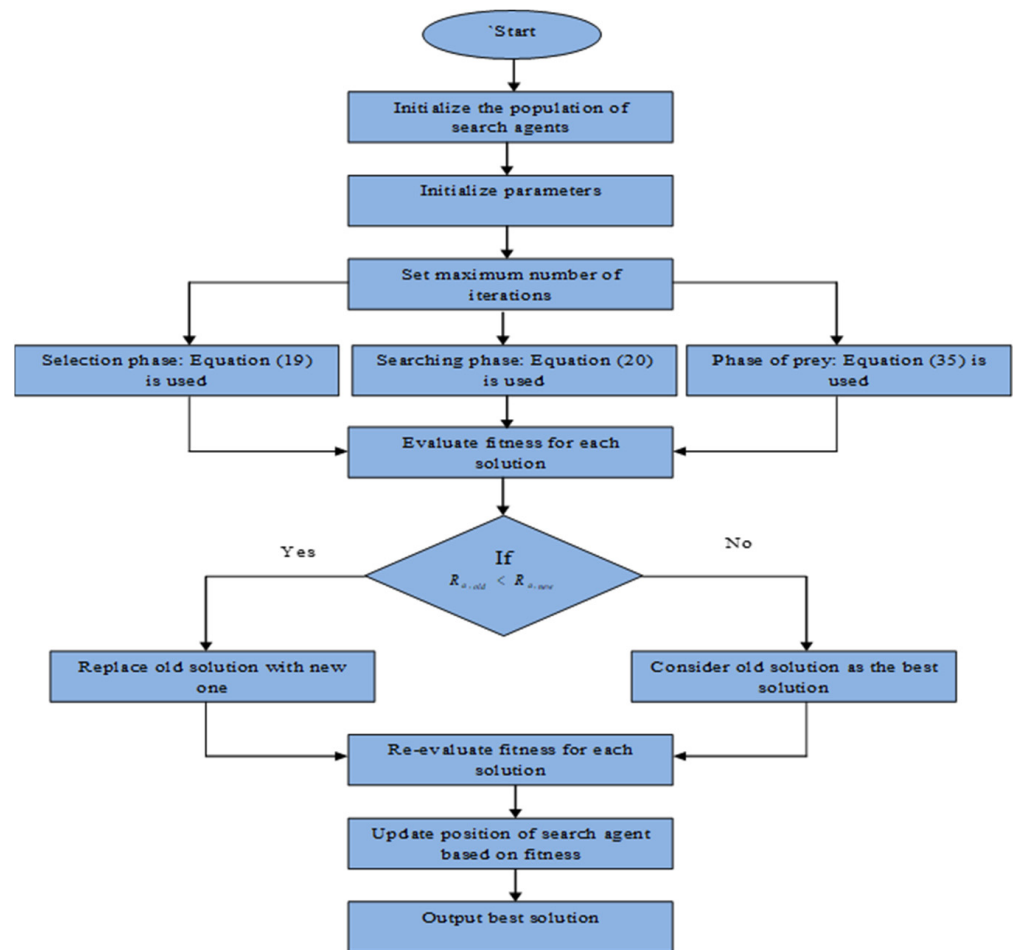 `Start
Initialize the population of
search agents
Initialize parameters
Set maximum number of
iterations
Selection phase: Equation (19)
is used
Searching phase: Equation (20)
is used
Phase of prey: Equation (35) is
used
Evaluate fitness for each
solution
Yes
No
If
R a, old < R a, new
Replace old solution with new
one
Consider old solution as the best
solution
Re-evaluate fitness for each
solution
Update position of search agent
based on fitness
Output best solution